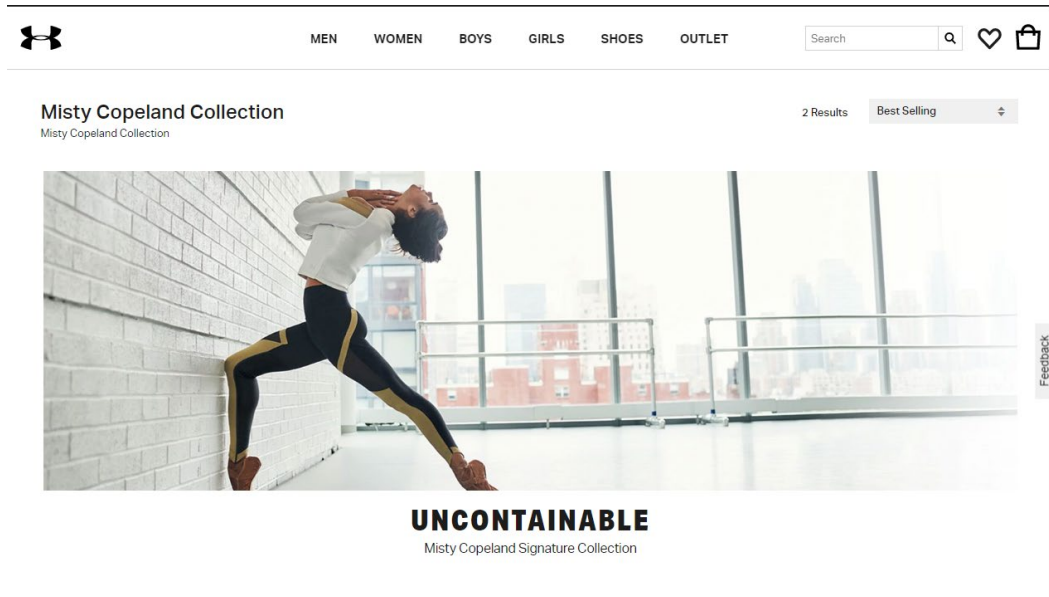 MEN WOMEN BOYS GIRLS SHOES OUTLET Search
Misty Copeland Collection
Misty Copeland Collection
2 Results Best Selling
Feedback
UNCONTAINABLE
Misty Copeland Signature Collection